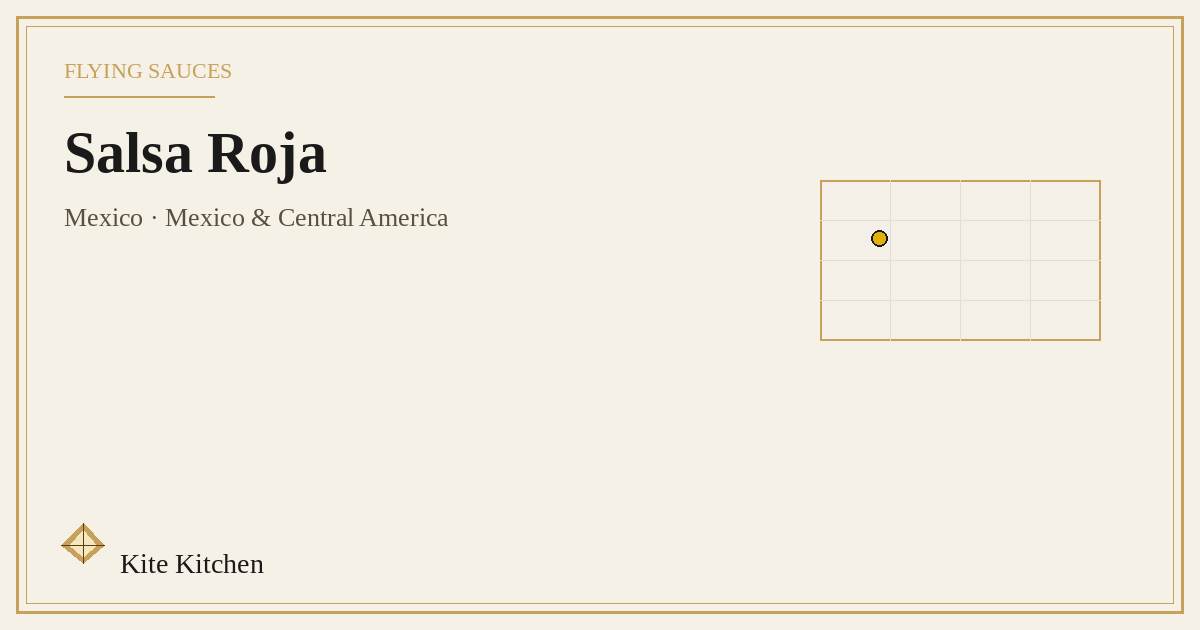 FLYING SAUCES
Salsa Roja
Mexico · Mexico & Central America
Kite Kitchen